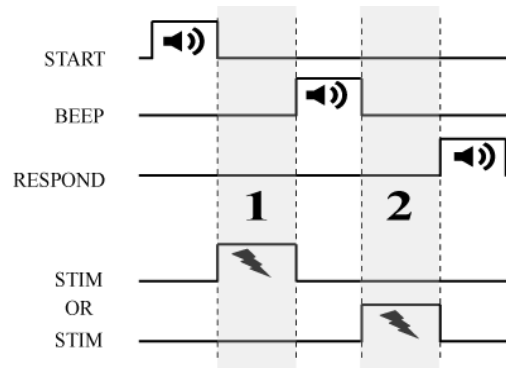 START
BEEP
RESPOND
1 2
STIM
OR
STIM